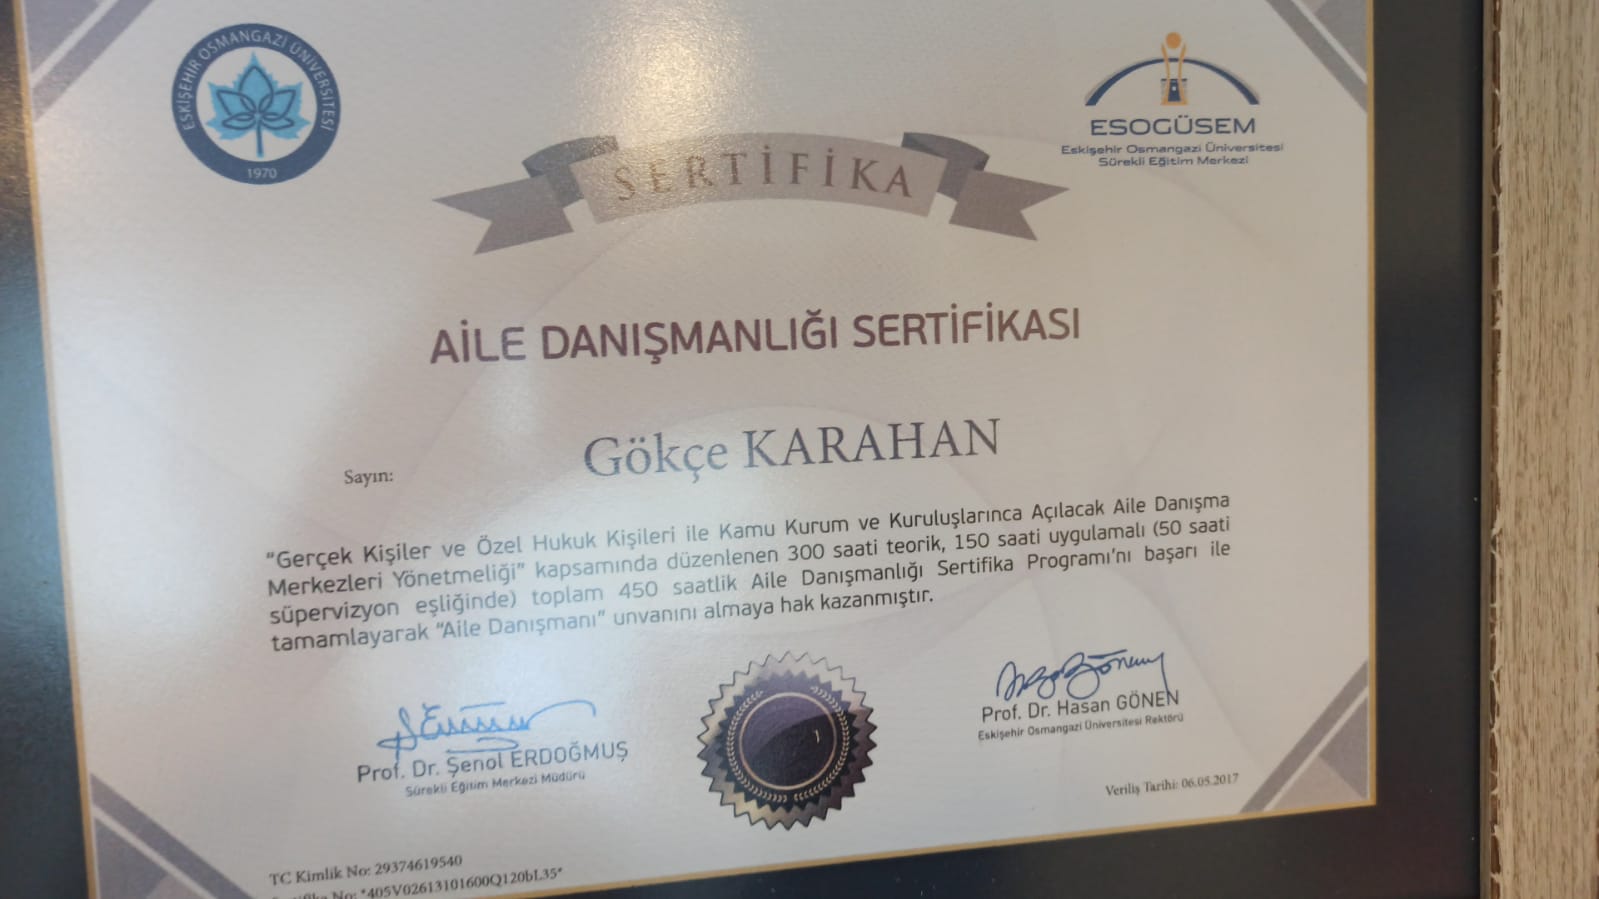 ESKİŞEHİR OSMANGAZİ ÜNİVERSİTESİ
1970
ESOGÜSEM
Eskişehir Osmangazi Üniversitesi
Sürekli Eğitim Merkezi
SERTİFİKA
AİLE DANIŞMANLIĞI SERTİFİKASI
Sayın:
Gökçe KARAHAN
"Gerçek Kişiler ve Özel Hukuk Kişileri ile Kamu Kurum ve Kuruluşlarınca Açılacak Aile Danışma
Merkezleri Yönetmeliği" kapsamında düzenlenen 300 saati teorik, 150 saati uygulamalı (50 saati
süpervizyon eşliğinde) toplam 450 saatlik Aile Danışmanlığı Sertifika Programı'nı başarı ile
tamamlayarak "Aile Danışmanı" unvanını almaya hak kazanmıştır.
Prof. Dr. Şenol ERDOĞMUŞ
Sürekli Eğitim Merkezi Müdürü
Prof. Dr. Hasan GÖNEN
Eskişehir Osmangazi Üniversitesi Rektörü
Veriliş Tarihi: 06.05.2017
TC Kimlik No: 29374619540
No: *405V02613101600Q120bL35*